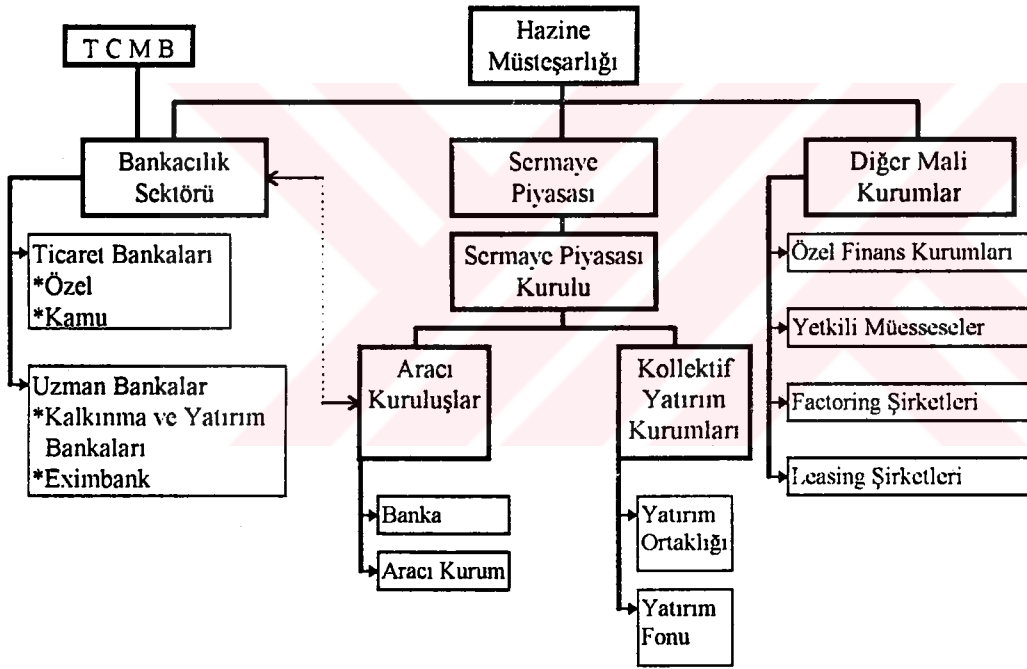 T C M B
Hazine
Müsteşarlığı
Bankacılık
Sektörü
Sermaye
Piyasası
Diğer Mali
Kurumlar
Ticaret Bankaları
*Özel
*Kamu
Uzman Bankalar
*Kalkınma ve Yatırım
Bankaları
*Eximbank
Sermaye Piyasası
Kurulu
Aracı
Kuruluşlar
Banka
Aracı Kurum
Kollektif
Yatırım
Kurumları
Yatırım
Ortaklığı
Yatırım
Fonu
Özel Finans Kurumları
Yetkili Müesseseler
Factoring Şirketleri
Leasing Şirketleri